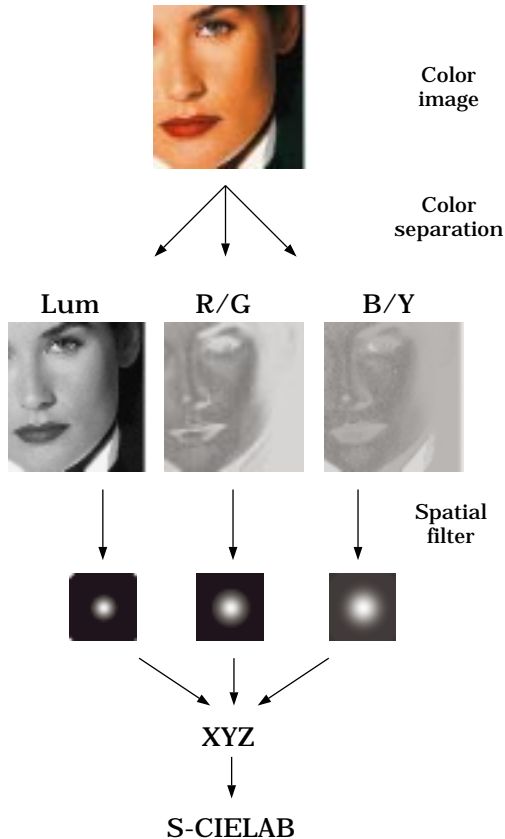 Color
image
Color
separation
Lum
R/G
B/Y
Spatial
filter
XYZ
S-CIELAB